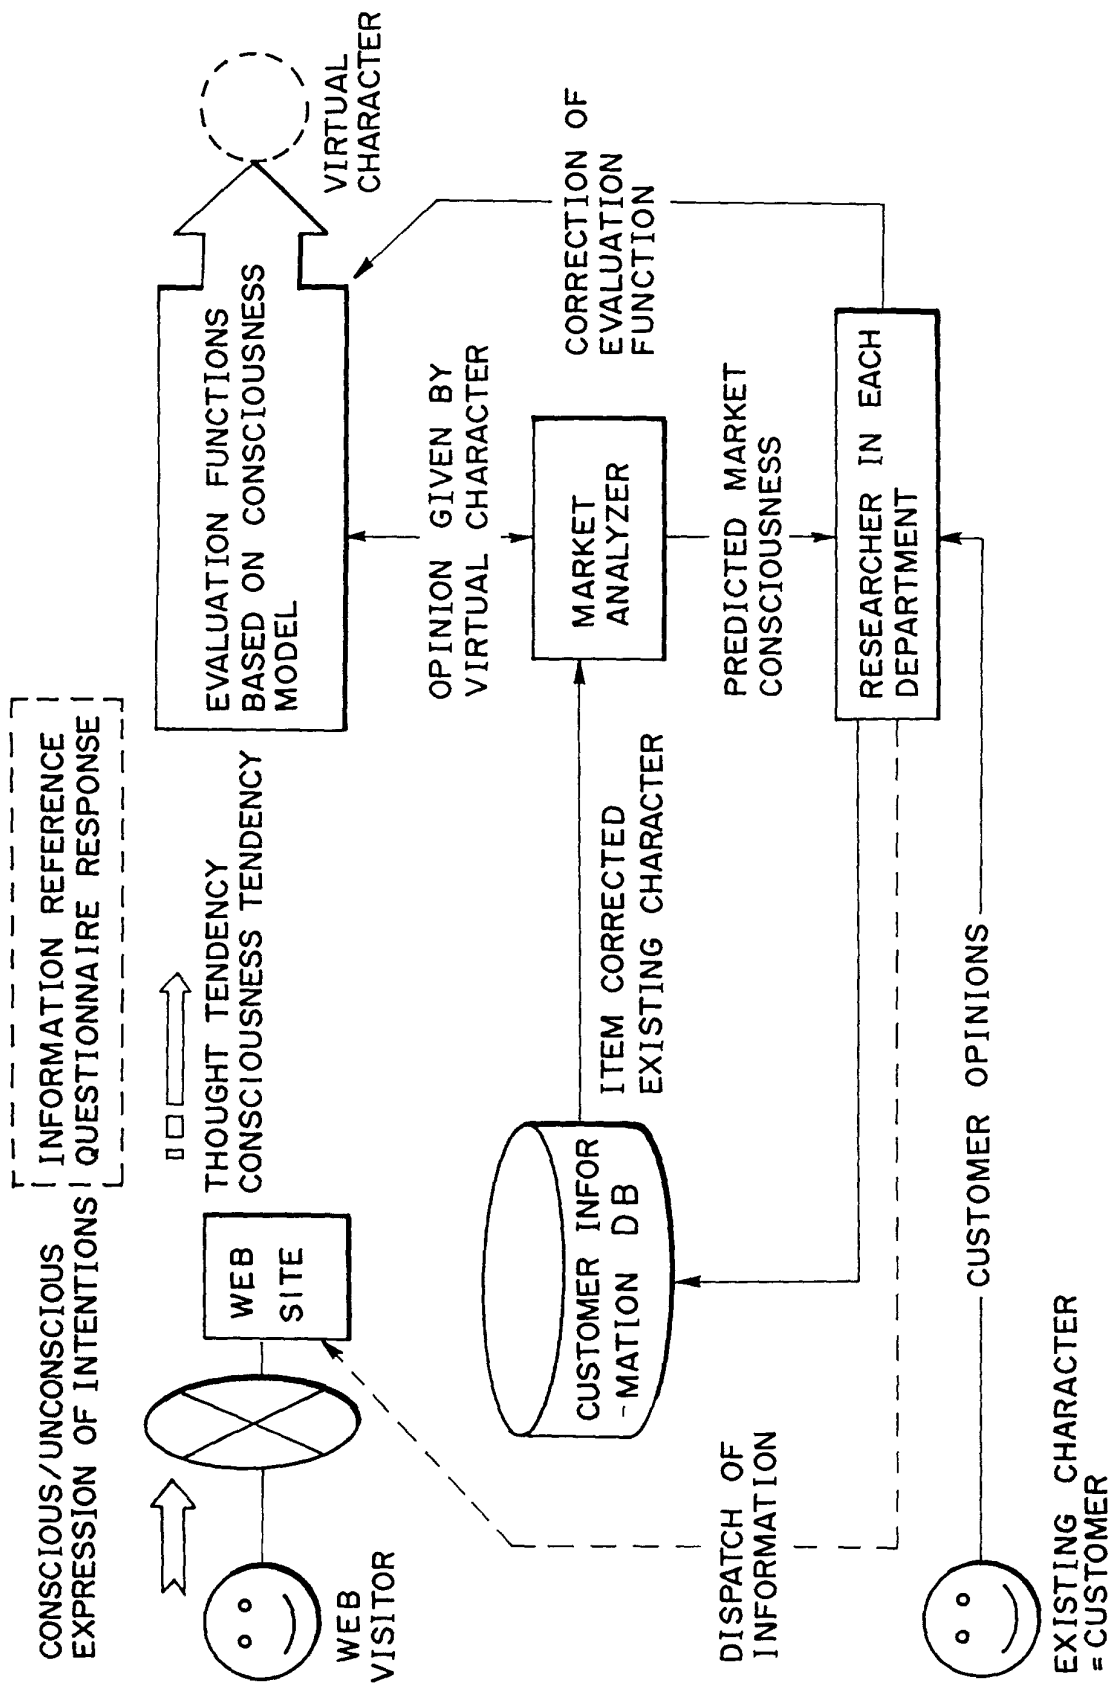 CONSCIOUS/UNCONSCIOUS
EXPRESSION OF INTENTIONS
INFORMATION REFERENCE
QUESTIONNAIRE RESPONSE
WEB
VISITOR
WEB
SITE
THOUGHT TENDENCY
CONSCIOUSNESS TENDENCY
EVALUATION FUNCTIONS
BASED ON CONSCIOUSNESS
MODEL
VIRTUAL
CHARACTER
OPINION GIVEN BY
VIRTUAL CHARACTER
CORRECTION OF
EVALUATION
FUNCTION
CUSTOMER INFOR
-MATION DB
ITEM CORRECTED
EXISTING CHARACTER
MARKET
ANALYZER
PREDICTED MARKET
CONSCIOUSNESS
DISPATCH OF
INFORMATION
RESEARCHER IN EACH
DEPARTMENT
CUSTOMER OPINIONS
EXISTING CHARACTER
=CUSTOMER